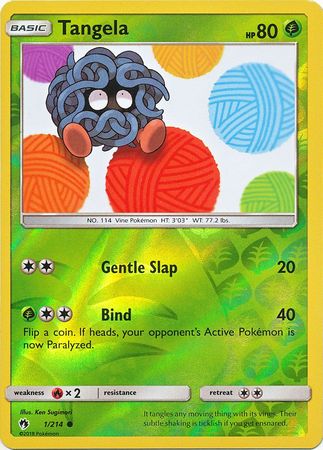 BASIC Tangela HP 80
NO. 114 Vine Pokémon HT: 3'03" WT: 77.2 lbs.
Gentle Slap 20
Bind 40
Flip a coin. If heads, your opponent's Active Pokémon is
now Paralyzed.
weakness × 2 resistance retreat
Illus. Ken Sugimori
1/214
©2018 Pokémon
It tangles any moving thing with its vines. Their
subtle shaking is ticklish if you get ensnared.